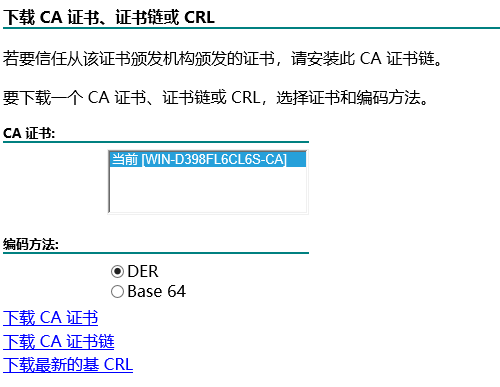 下载 CA 证书、证书链或 CRL
若要信任从该证书颁发机构颁发的证书，请安装此 CA 证书链。
要下载一个 CA 证书、证书链或 CRL，选择证书和编码方法。
CA 证书:
当前 [WIN-D398FL6CL6S-CA]
编码方法:
DER
Base 64
下载 CA 证书
下载 CA 证书链
下载最新的基 CRL